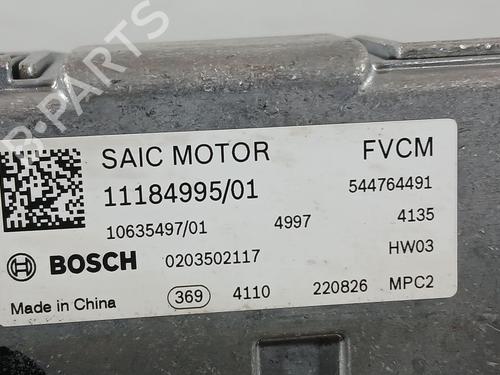 SAIC MOTOR FVCM
11184995/01 544764491
10635497/01 4997 4135
BOSCH 0203502117 HW03
Made in China 369 4110 220826 MPC2
B-PARTS